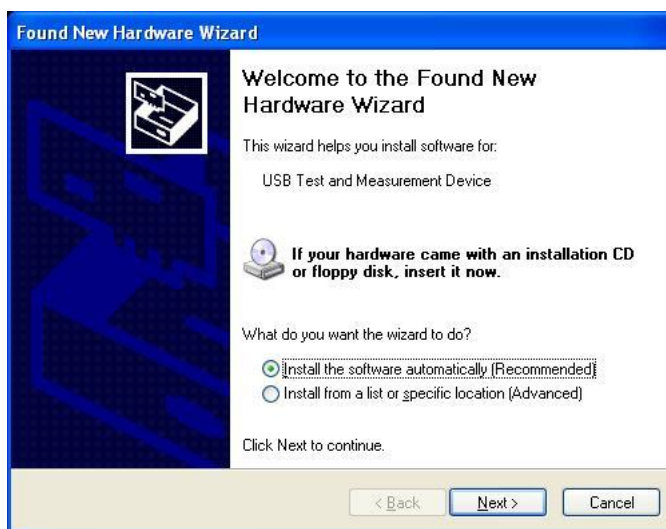 Found New Hardware Wizard
Welcome to the Found New
Hardware Wizard
This wizard helps you install software for:
USB Test and Measurement Device
If your hardware came with an installation CD
or floppy disk, insert it now.
What do you want the wizard to do?
Install the software automatically (Recommended)
Install from a list or specific location (Advanced)
Click Next to continue.
< Back
Next >
Cancel